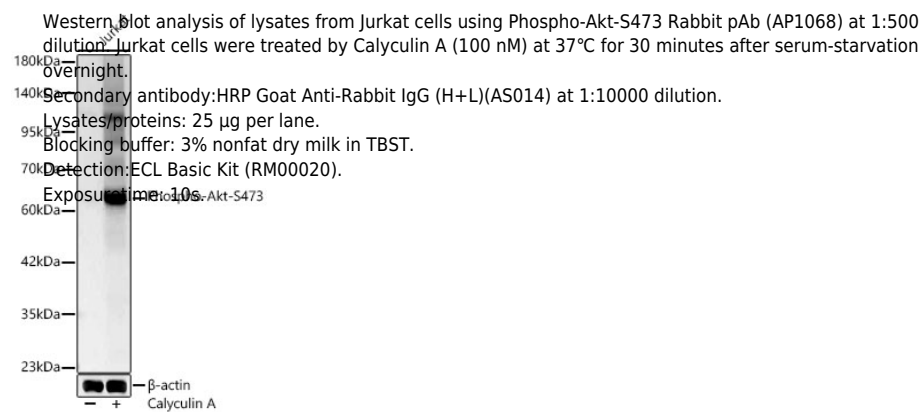 Western blot analysis of lysates from Jurkat cells using Phospho-Akt-S473 Rabbit pAb (AP1068) at 1:500
dilution. Jurkat cells were treated by Calyculin A (100 nM) at 37℃ for 30 minutes after serum-starvation
overnight.
Secondary antibody:HRP Goat Anti-Rabbit IgG (H+L)(AS014) at 1:10000 dilution.
Lysates/proteins: 25 μg per lane.
Blocking buffer: 3% nonfat dry milk in TBST.
Detection:ECL Basic Kit (RM00020).
Exposure time: 10s.
Jurkat
180kDa
140kDa
95kDa
70kDa
Phospho-Akt-S473
60kDa
42kDa
35kDa
23kDa
β-actin
− + Calyculin A